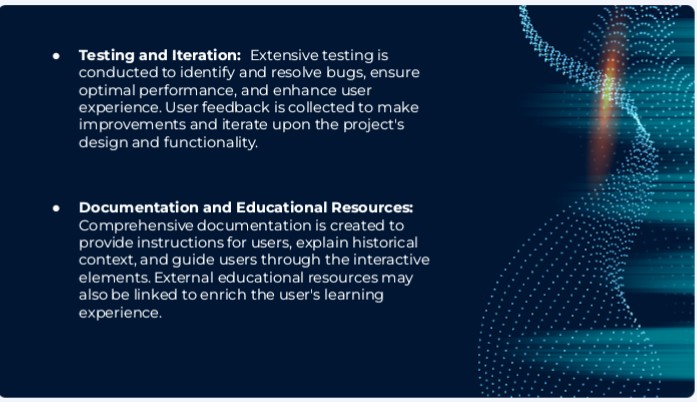 ● Testing and Iteration: Extensive testing is
conducted to identify and resolve bugs, ensure
optimal performance, and enhance user
experience. User feedback is collected to make
improvements and iterate upon the project's
design and functionality.
● Documentation and Educational Resources:
Comprehensive documentation is created to
provide instructions for users, explain historical
context, and guide users through the interactive
elements. External educational resources may
also be linked to enrich the user's learning
experience.